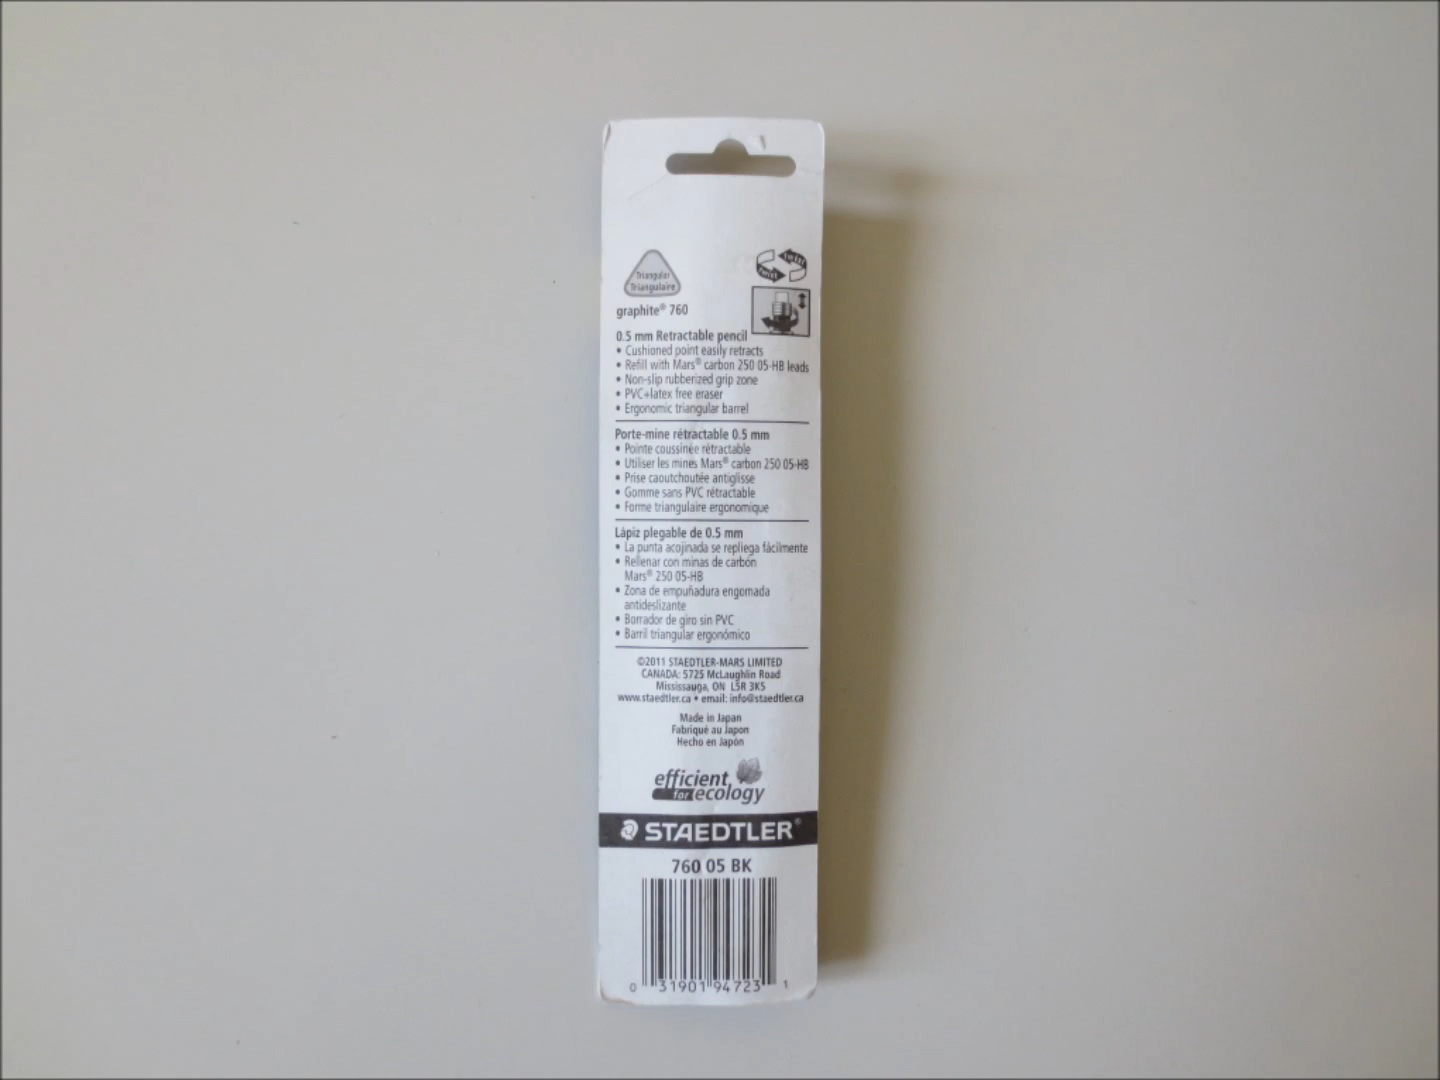 Triangular
Triangulaire
twist
twist
graphite® 760
0.5 mm Retractable pencil
• Cushioned point easily retracts
• Refill with Mars® carbon 250 05-HB leads
• Non-slip rubberized grip zone
• PVC+latex free eraser
• Ergonomic triangular barrel
Porte-mine rétractable 0.5 mm
• Pointe coussinée rétractable
• Utiliser les mines Mars® carbon 250 05-HB
• Prise caoutchoutée antiglisse
• Gomme sans PVC rétractable
• Forme triangulaire ergonomique
Lápiz plegable de 0.5 mm
• La punta acojinada se repliega fácilmente
• Rellenar con minas de carbón
Mars® 250 05-HB
• Zona de empuñadura engomada
antideslizante
• Borrador de giro sin PVC
• Barril triangular ergonómico
©2011 STAEDTLER-MARS LIMITED
CANADA: 5725 McLaughlin Road
Mississauga, ON L5R 3K5
www.staedtler.ca • email: info@staedtler.ca
Made in Japan
Fabriqué au Japon
Hecho en Japón
efficient
for ecology
STAEDTLER®
760 05 BK
0 31901 94723 1